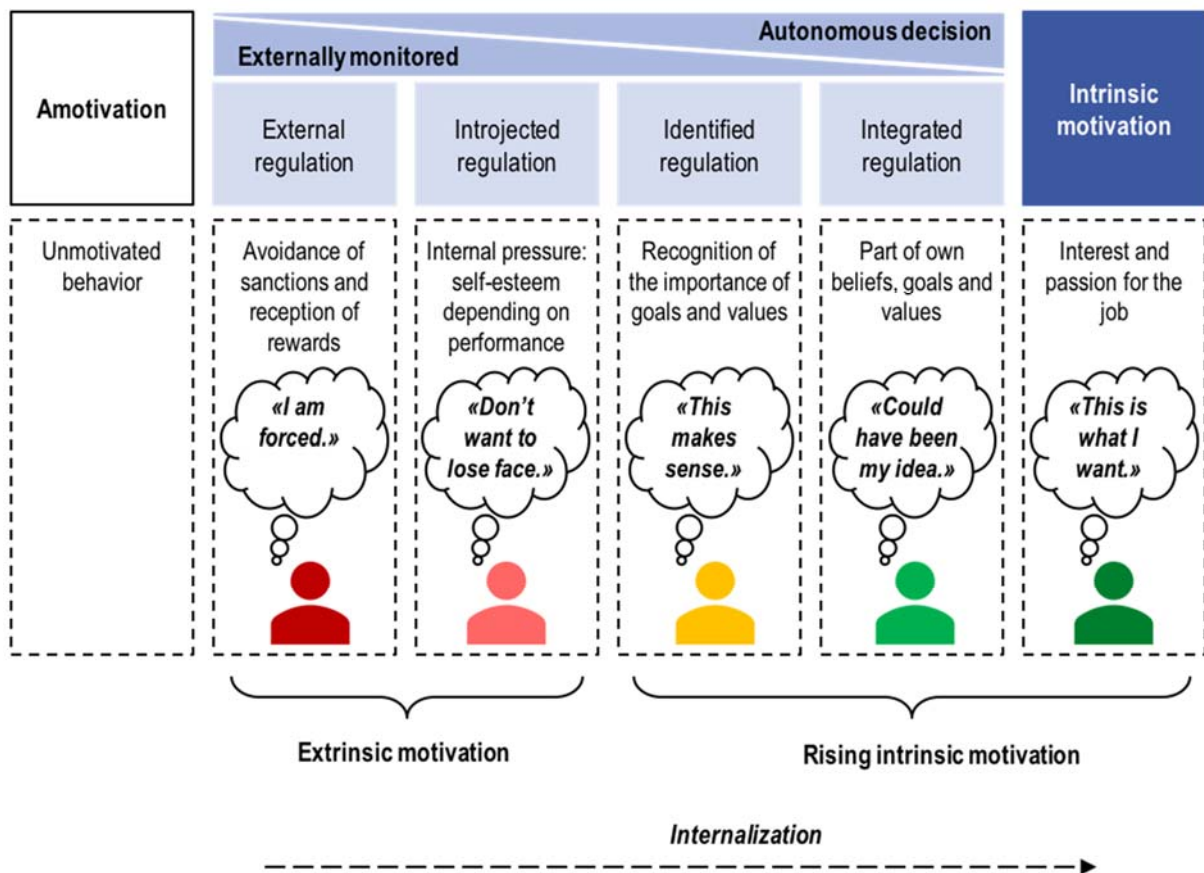 Amotivation
Autonomous decision
Externally monitored
External
regulation
Introjected
regulation
Identified
regulation
Integrated
regulation
Intrinsic
motivation
Unmotivated
behavior
Avoidance of
sanctions and
reception of
rewards
Internal pressure:
self-esteem
depending on
performance
Recognition of
the importance of
goals and values
Part of own
beliefs, goals and
values
Interest and
passion for the
job
«I am
forced.»
«Don’t
want to
lose face.»
«This
makes
sense.»
«Could
have been
my idea.»
«This is
what I
want.»
Extrinsic motivation
Rising intrinsic motivation
Internalization